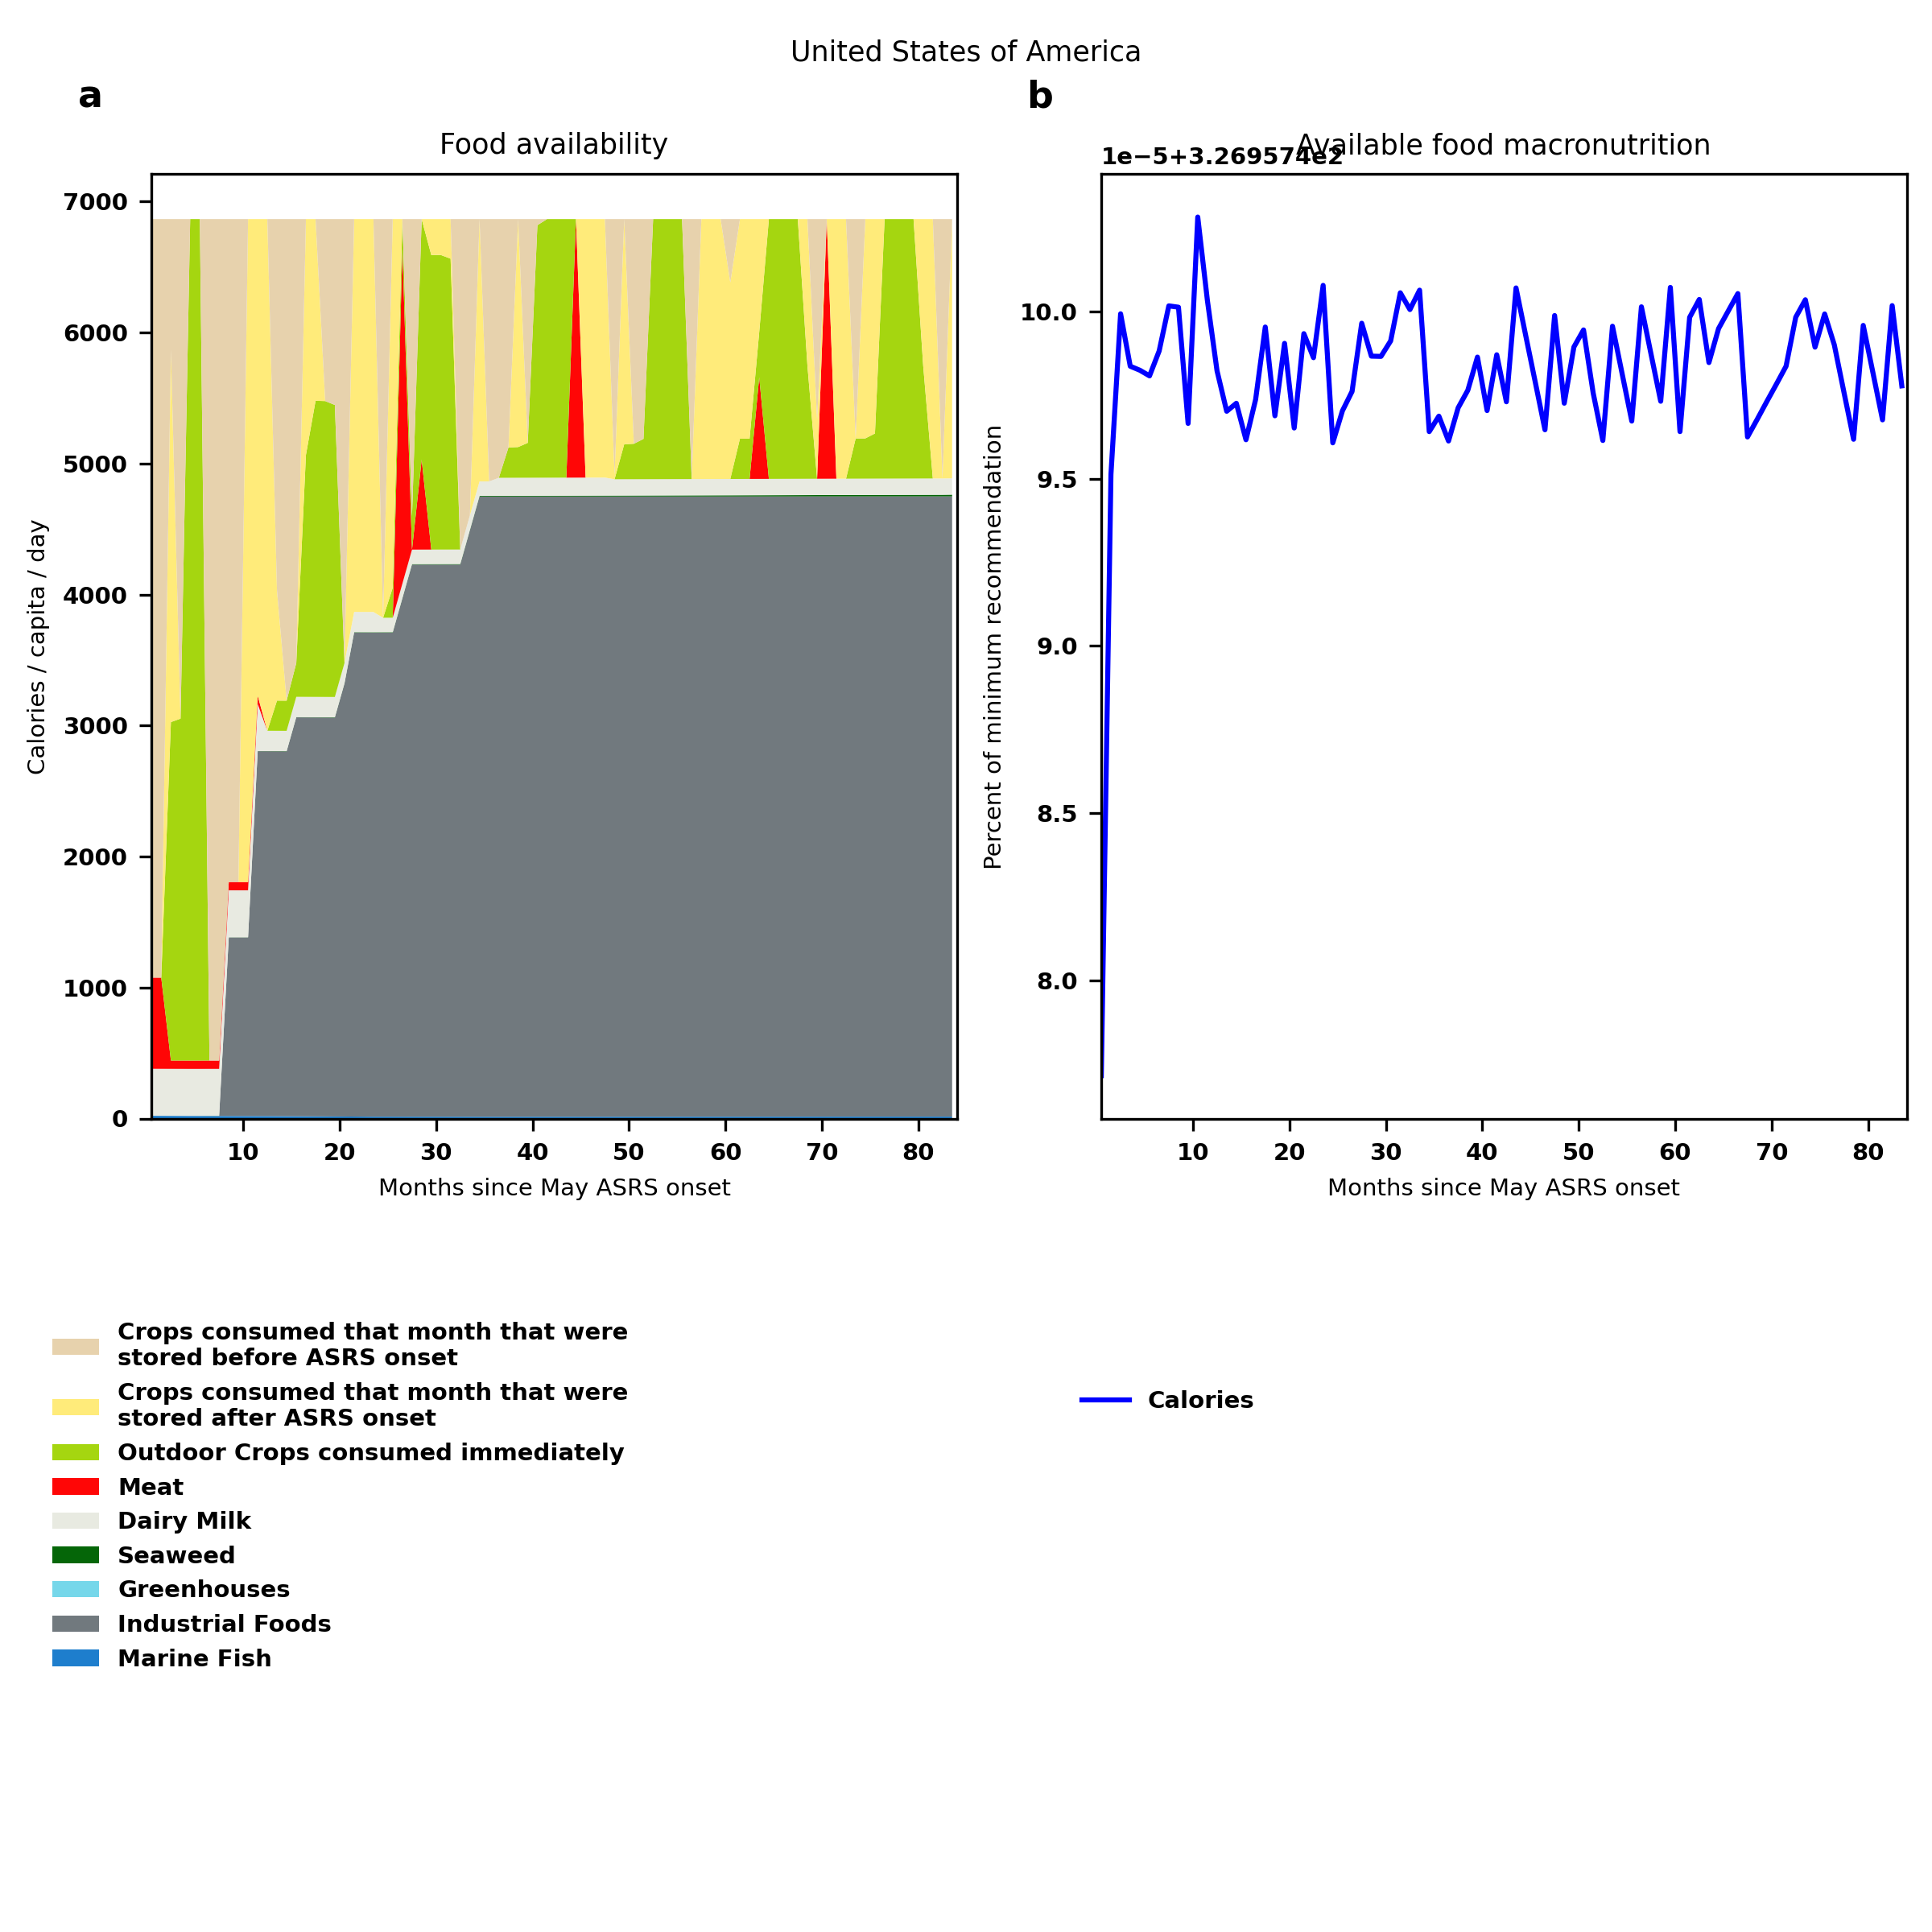 United States of America
a
b
Food availability
Available food macronutrition
1e−5+3.269574e2
Calories / capita / day
7000
6000
5000
4000
3000
2000
1000
0
10 20 30 40 50 60 70 80
Months since May ASRS onset
Percent of minimum recommendation
10.0
9.5
9.0
8.5
8.0
10 20 30 40 50 60 70 80
Months since May ASRS onset
Crops consumed that month that were
stored before ASRS onset
Crops consumed that month that were
stored after ASRS onset
Outdoor Crops consumed immediately
Meat
Dairy Milk
Seaweed
Greenhouses
Industrial Foods
Marine Fish
Calories